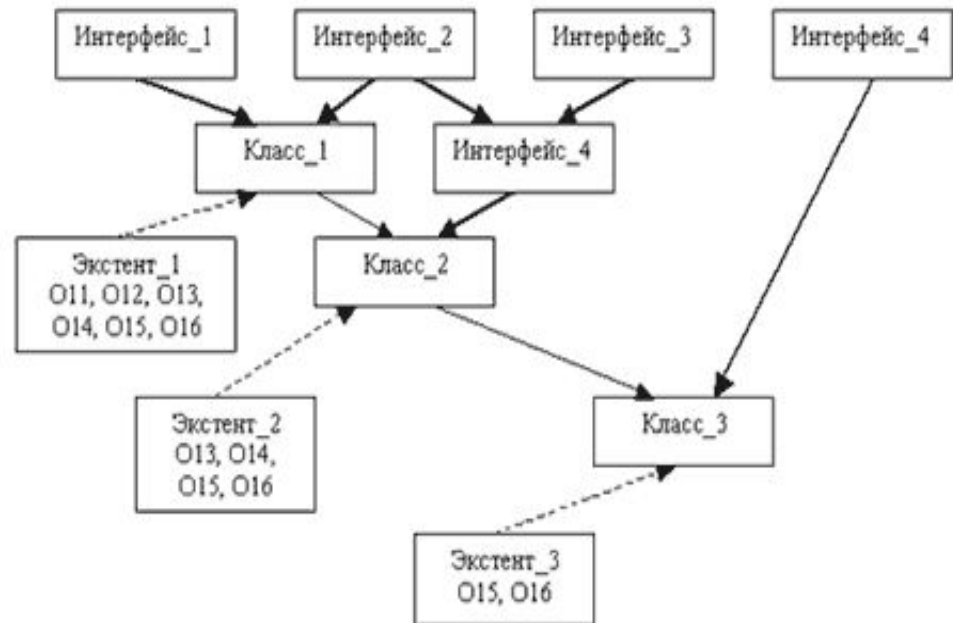 Интерфейс_1
Интерфейс_2
Интерфейс_3
Интерфейс_4
Класс_1
Интерфейс_4
Экстент_1
O11, O12, O13,
O14, O15, O16
Класс_2
Экстент_2
O13, O14,
O15, O16
Класс_3
Экстент_3
O15, O16